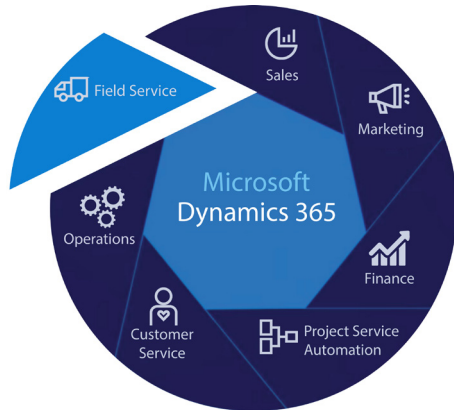 Sales
Field Service
Marketing
Microsoft
Dynamics 365
Operations
Finance
Customer
Service
Project Service
Automation